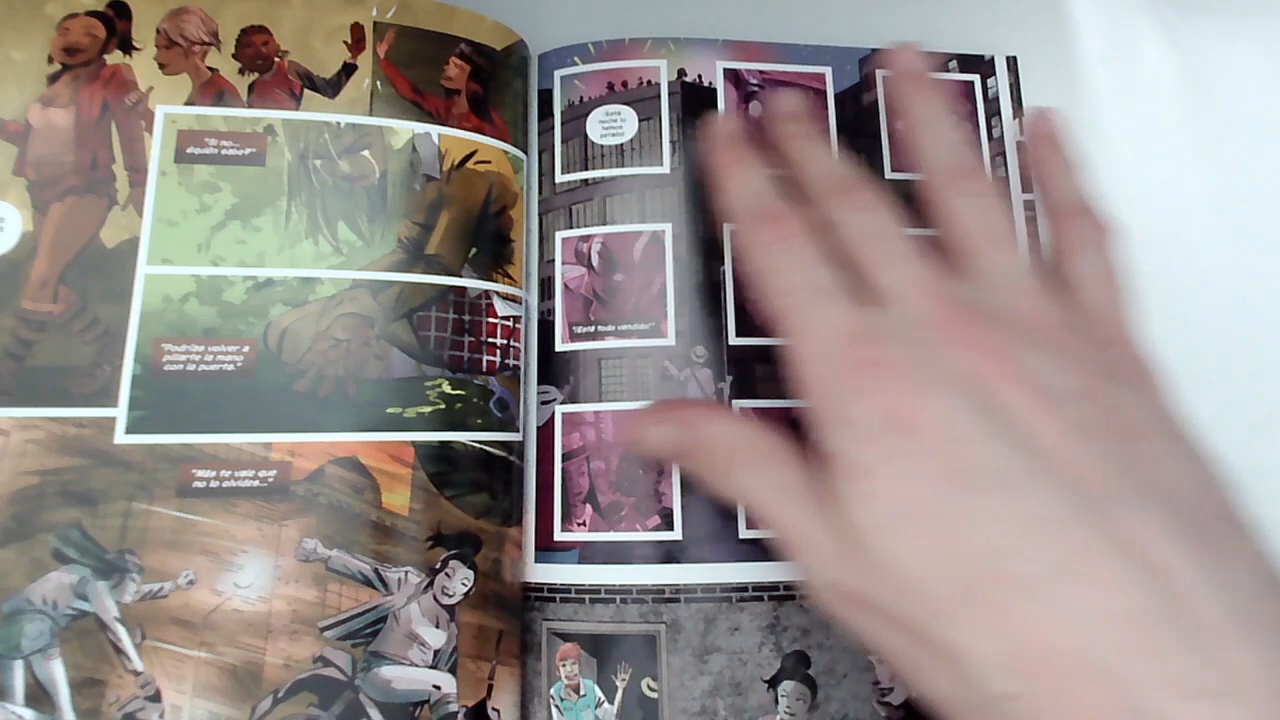 "Si no...
¿quién sabe?"
"Podrías volver a
pillarte la mano
con la puerta."
"Más te vale que
no lo olvides..."
¡Esta
noche lo
hemos
petado!
"¡Está todo vendido!"